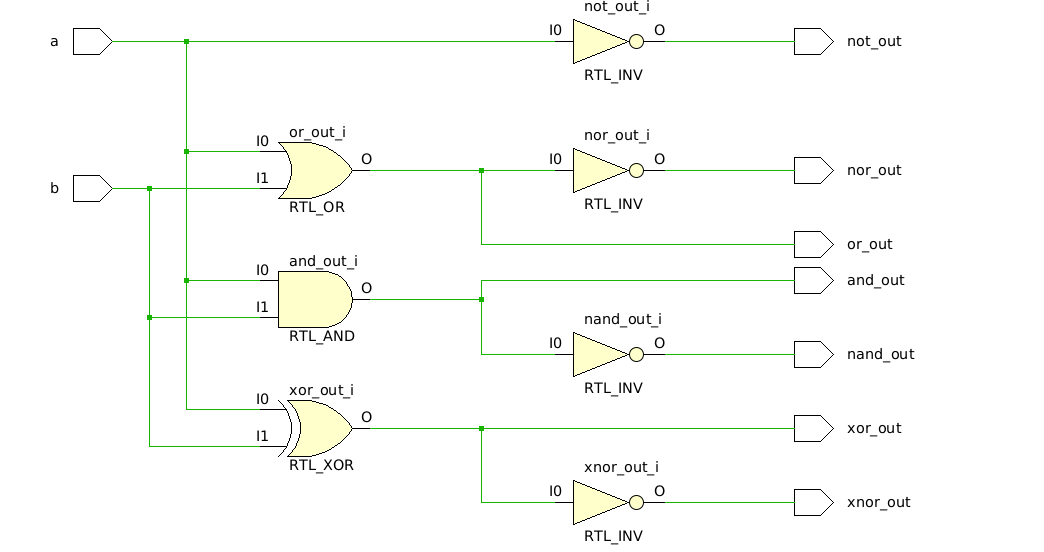 not_out_i
a
I0
O
not_out
RTL_INV
or_out_i
nor_out_i
I0
O
I0
O
nor_out
b
I1
RTL_OR
RTL_INV
or_out
and_out_i
I0
O
and_out
I1
nand_out_i
RTL_AND
I0
O
nand_out
RTL_INV
xor_out_i
I0
O
xor_out
I1
RTL_XOR
xnor_out_i
I0
O
xnor_out
RTL_INV